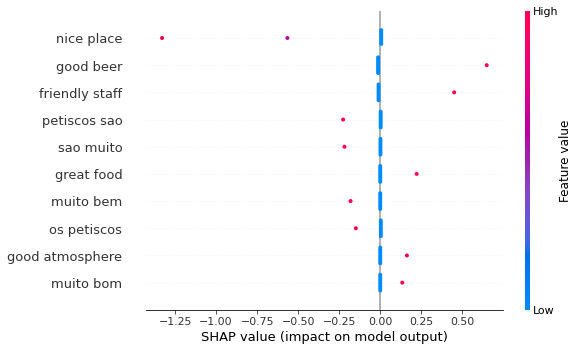 High
nice place
good beer
friendly staff
petiscos sao
sao muito
great food
muito bem
os petiscos
good atmosphere
muito bom
Feature value
Low
−1.25 −1.00 −0.75 −0.50 −0.25 0.00 0.25 0.50
SHAP value (impact on model output)